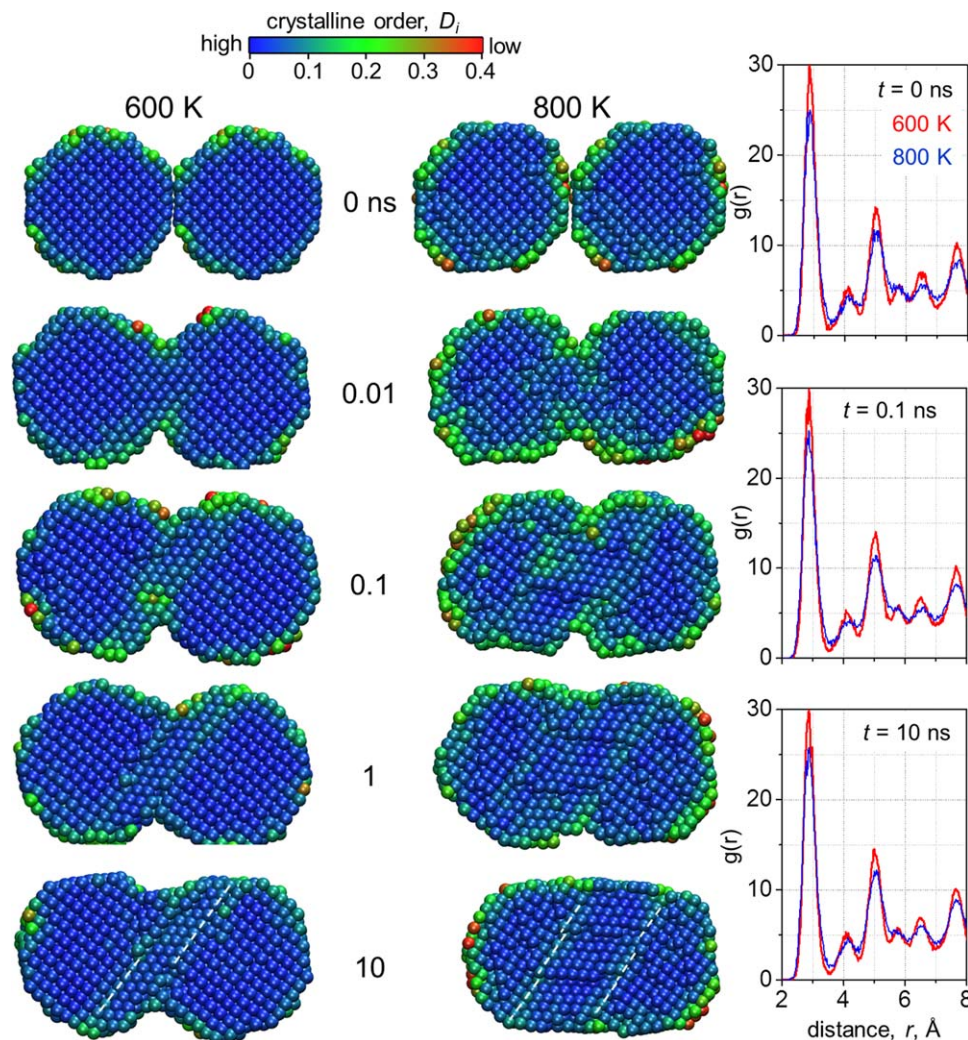 crystalline order, Dᵢ
high low
0 0.1 0.2 0.3 0.4
600 K 800 K
0 ns
0.01
0.1
1
10
30
20
10
0
g(r)
t = 0 ns
600 K
800 K
30
20
10
0
g(r)
t = 0.1 ns
30
20
10
0
g(r)
t = 10 ns
2 4 6 8
distance, r, Å